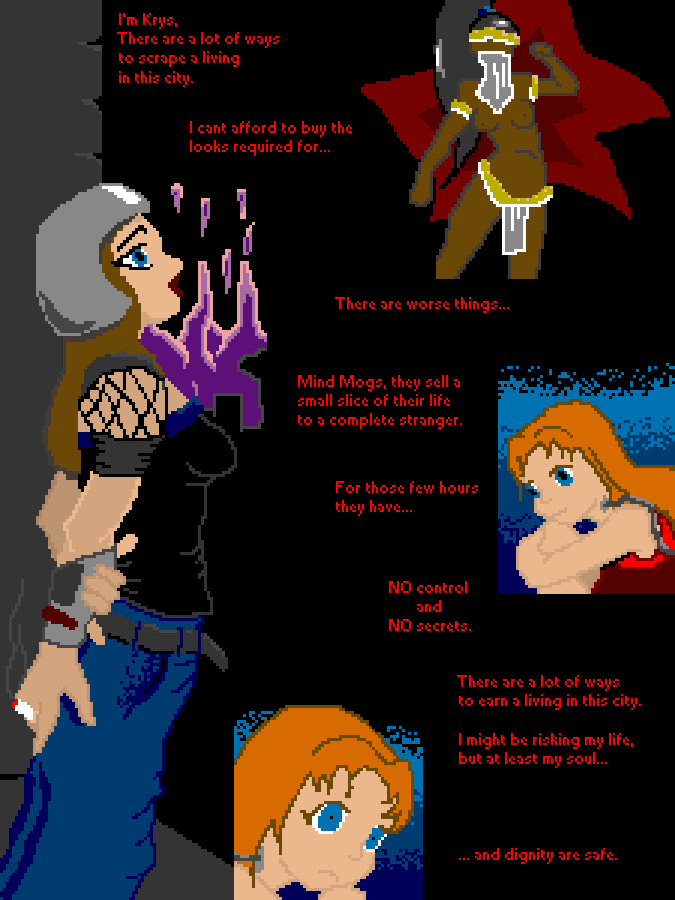 I'm Krys,
There are a lot of ways
to scrape a living
in this city.
I cant afford to buy the
looks required for...
There are worse things...
Mind Mogs, they sell a
small slice of their life
to a complete stranger.
For those few hours
they have...
NO control
and
NO secrets.
There are a lot of ways
to earn a living in this city.
I might be risking my life,
but at least my soul...
... and dignity are safe.